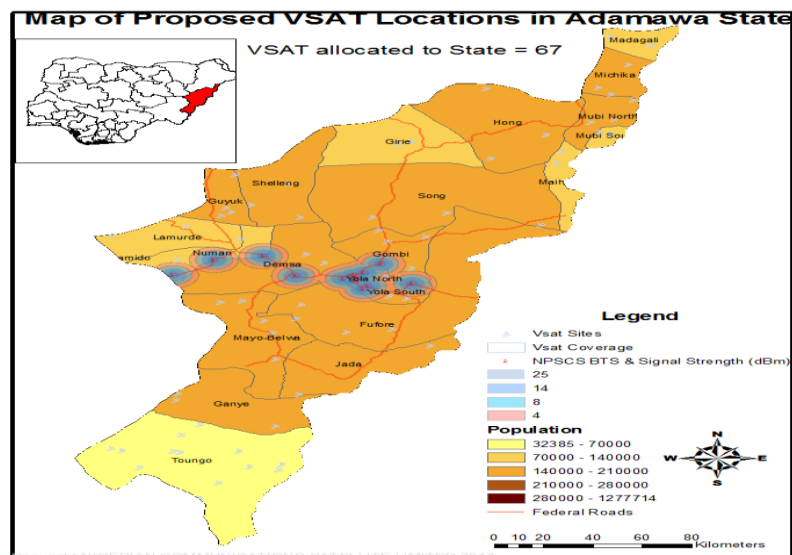 Map of Proposed VSAT Locations in Adamawa State
VSAT allocated to State = 67
Madagali
Michika
Mubi North
Mubi Sou
Hong
Girie
Maih
Shelleng
Song
Guyuk
Lamurde
amido
Numan
Demsa
Gombi
Yola North
Yola South
Fufore
Mayo-Belwa
Jada
Ganye
Toungo
Legend
Vsat Sites
Vsat Coverage
NPSCS BTS & Signal Strength (dBm)
25
14
8
4
Population
32385 - 70000
70000 - 140000
140000 - 210000
210000 - 280000
280000 - 1277714
Federal Roads
N
W E
S
0 10 20 40 60 80
Kilometers